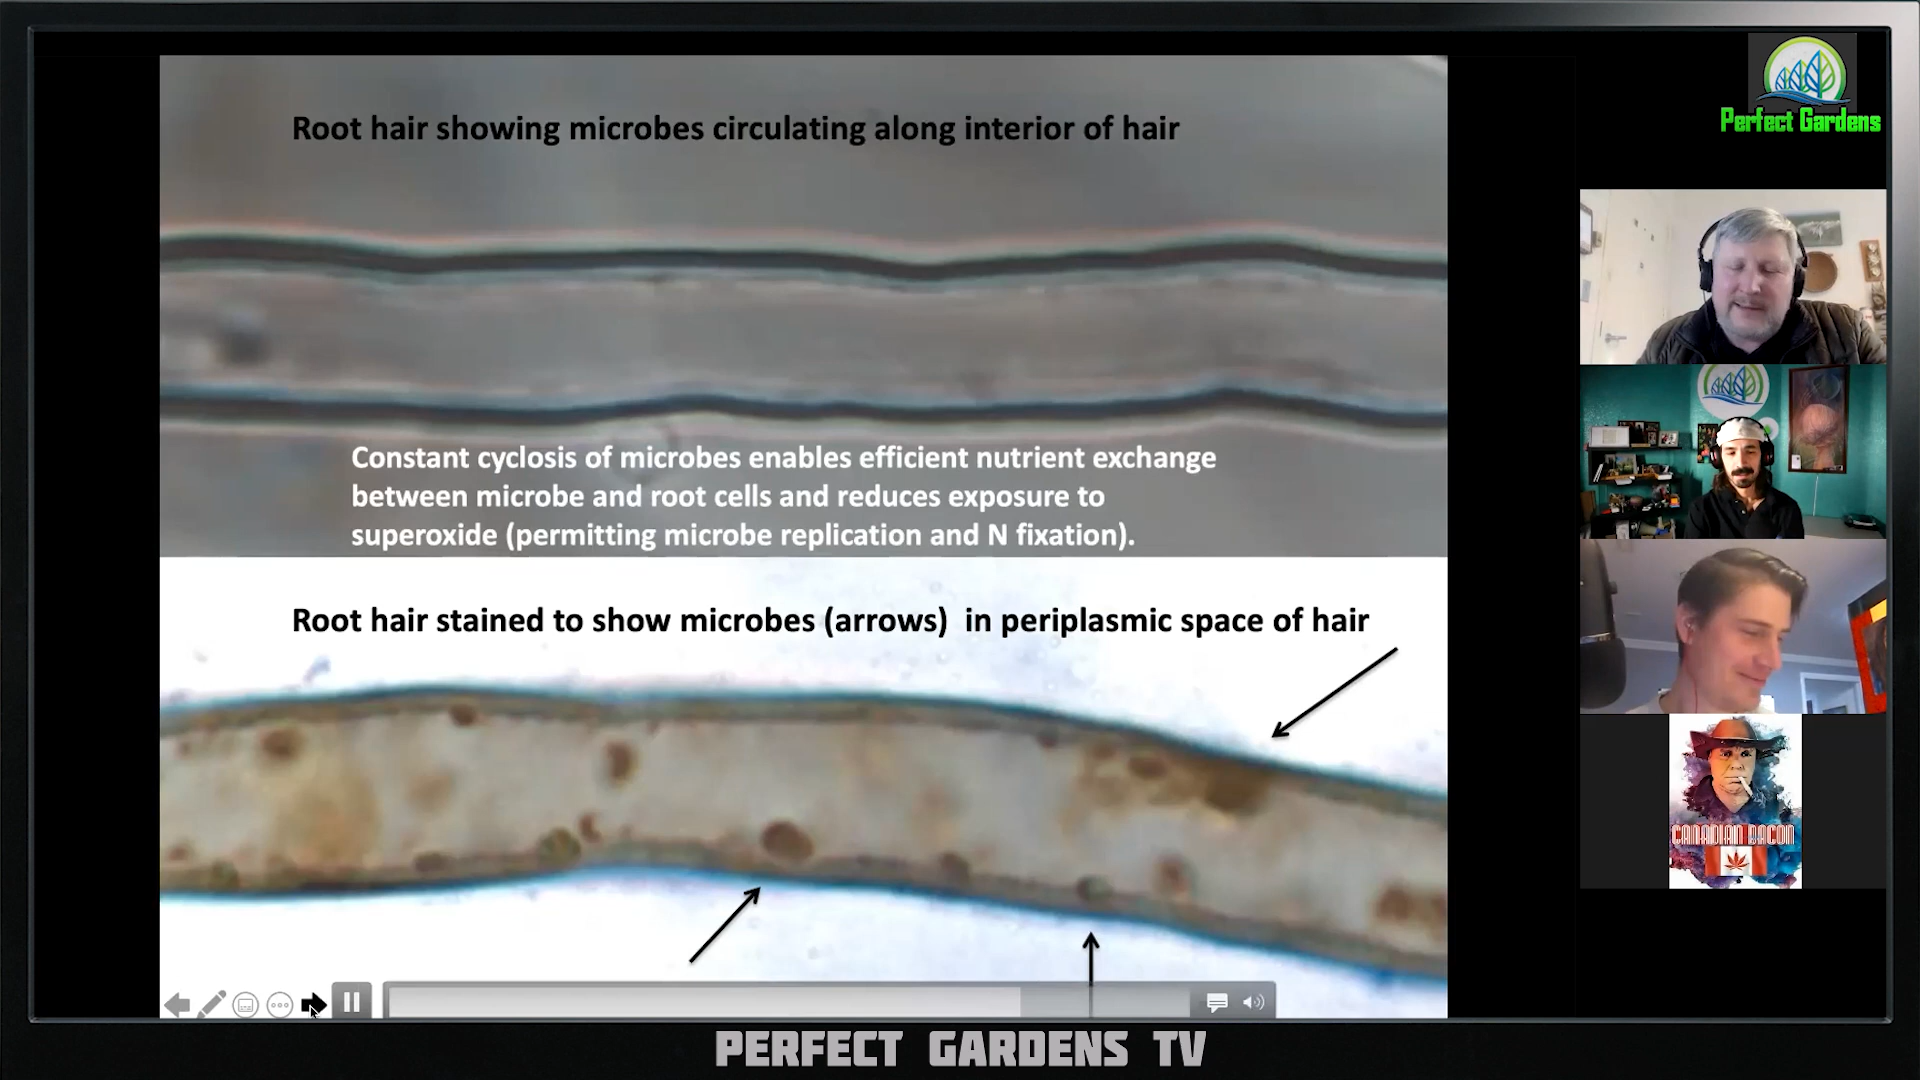 Perfect Gardens
Root hair showing microbes circulating along interior of hair
Constant cyclosis of microbes enables efficient nutrient exchange
between microbe and root cells and reduces exposure to
superoxide (permitting microbe replication and N fixation).
Root hair stained to show microbes (arrows) in periplasmic space of hair
CANADIAN BACON
PERFECT GARDENS TV